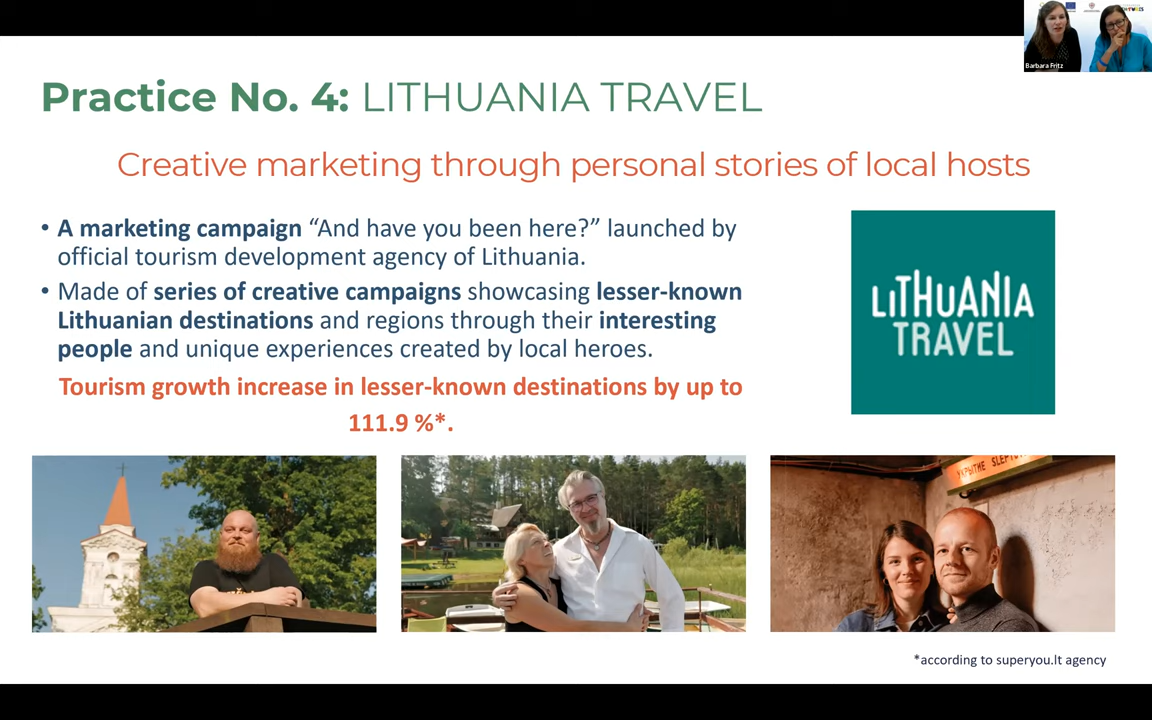 Barbara Fritz
Practice No. 4: LITHUANIA TRAVEL
Creative marketing through personal stories of local hosts
• A marketing campaign “And have you been here?” launched by
official tourism development agency of Lithuania.
• Made of series of creative campaigns showcasing lesser-known
Lithuanian destinations and regions through their interesting
people and unique experiences created by local heroes.
Tourism growth increase in lesser-known destinations by up to
111.9 %*.
LITHUANIA
TRAVEL
УКРЫТИЕ
*according to superyou.lt agency